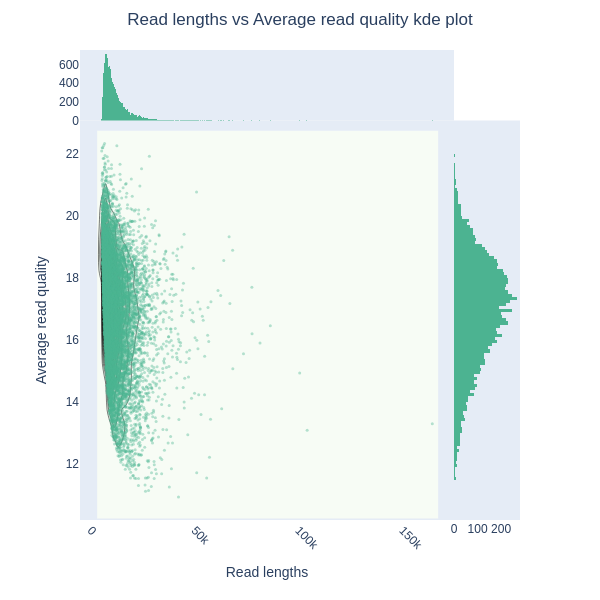 Read lengths vs Average read quality kde plot
600
400
200
0
22
20
18
16
14
12
Average read quality
0
50k
100k
150k
0 100 200
Read lengths